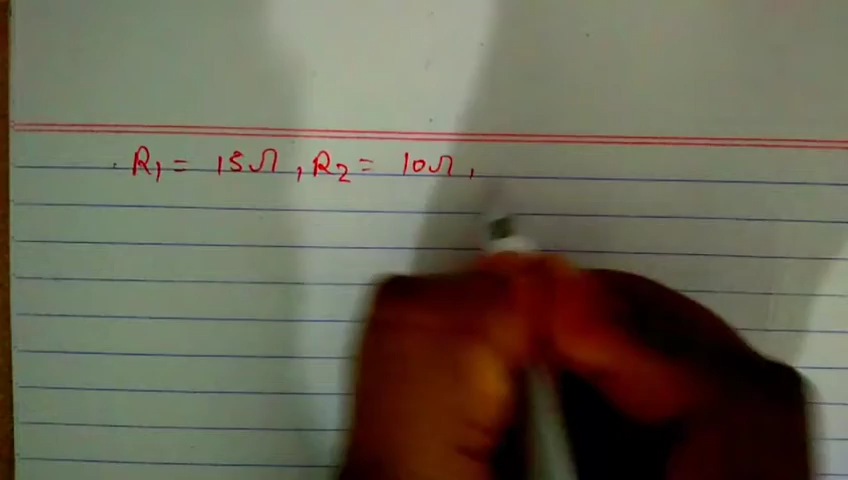 R₁ = 15Ω, R₂ = 10Ω,